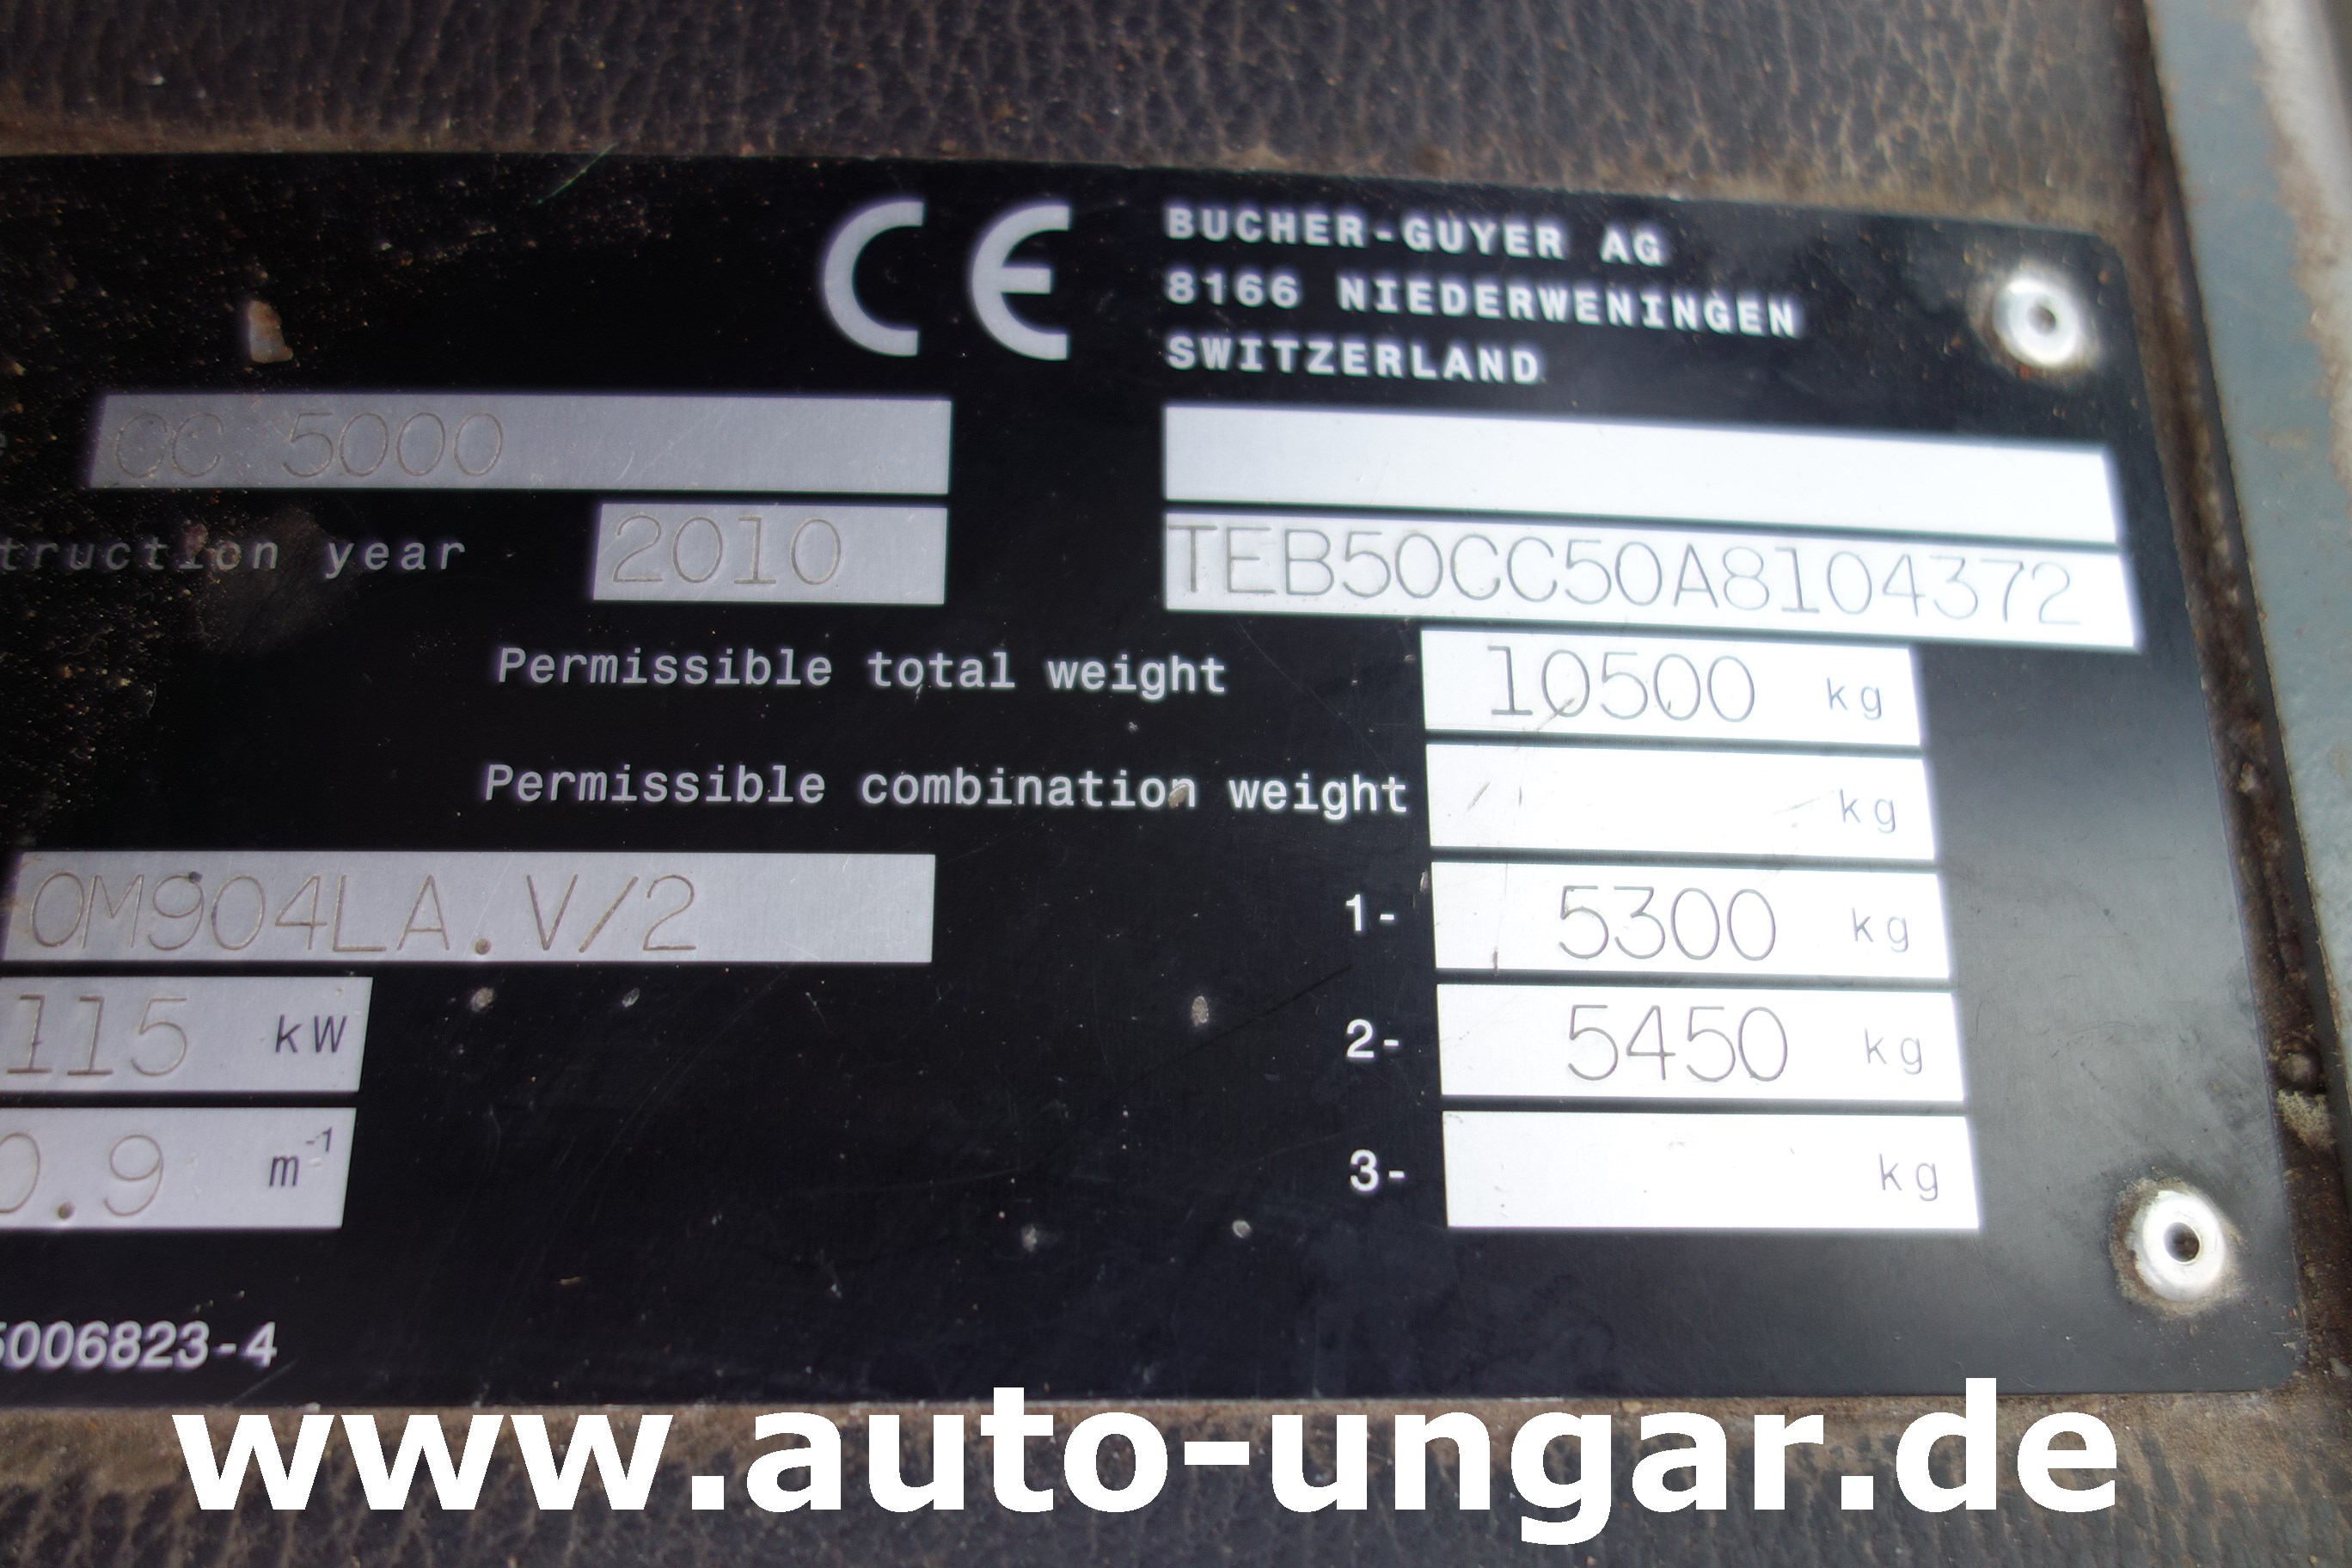 CE
BUCHER-GUYER AG
8166 NIEDERWENINGEN
SWITZERLAND
CC 5000
truction year 2010
TEB50CC50A8104372
Permissible total weight 10500 kg
Permissible combination weight kg
OM904LA.V/2
1- 5300 kg
115 kW
2- 5450 kg
0.9 m⁻¹
3- kg
5006823-4
www.auto-ungar.de